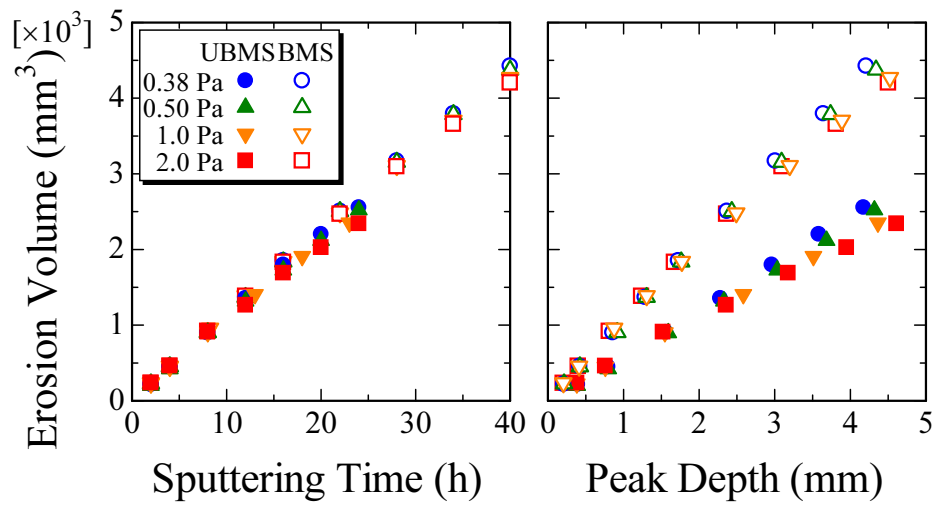 [×10³]
Erosion Volume (mm³)
5
4
3
2
1
0
UBMS BMS
0.38 Pa
0.50 Pa
1.0 Pa
2.0 Pa
0 10 20 30 40
Sputtering Time (h)
0 1 2 3 4 5
Peak Depth (mm)